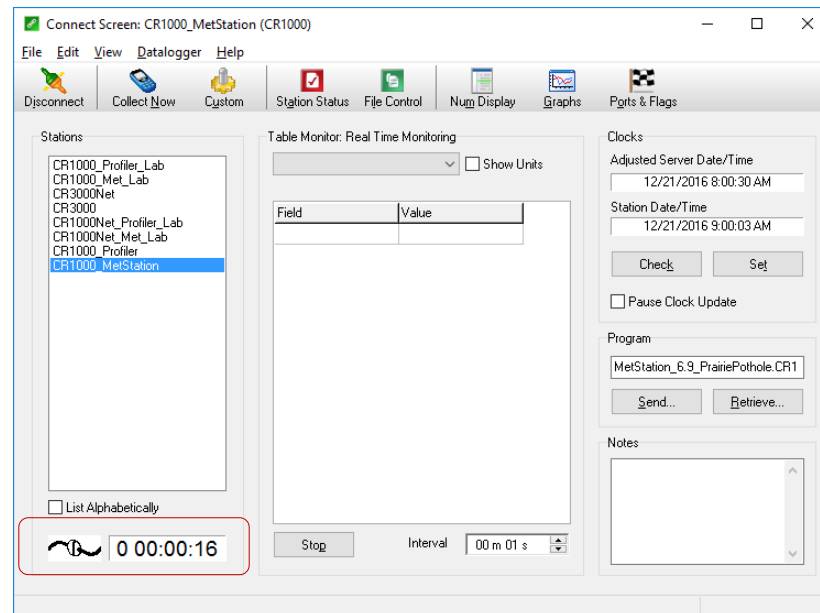 Connect Screen: CR1000_MetStation (CR1000)
File Edit View Datalogger Help
Disconnect Collect Now Custom Station Status File Control Num Display Graphs Ports & Flags
Stations
CR1000_Profiler_Lab
CR1000_Met_Lab
CR3000Net
CR3000
CR1000Net_Profiler_Lab
CR1000Net_Met_Lab
CR1000_Profiler
CR1000_MetStation
List Alphabetically
0 00:00:16
Table Monitor: Real Time Monitoring
Show Units
Field Value
Stop Interval 00 m 01 s
Clocks
Adjusted Server Date/Time
12/21/2016 8:00:30 AM
Station Date/Time
12/21/2016 9:00:03 AM
Check Set
Pause Clock Update
Program
MetStation_6.9_PrairiePothole.CR1
Send... Retrieve...
Notes